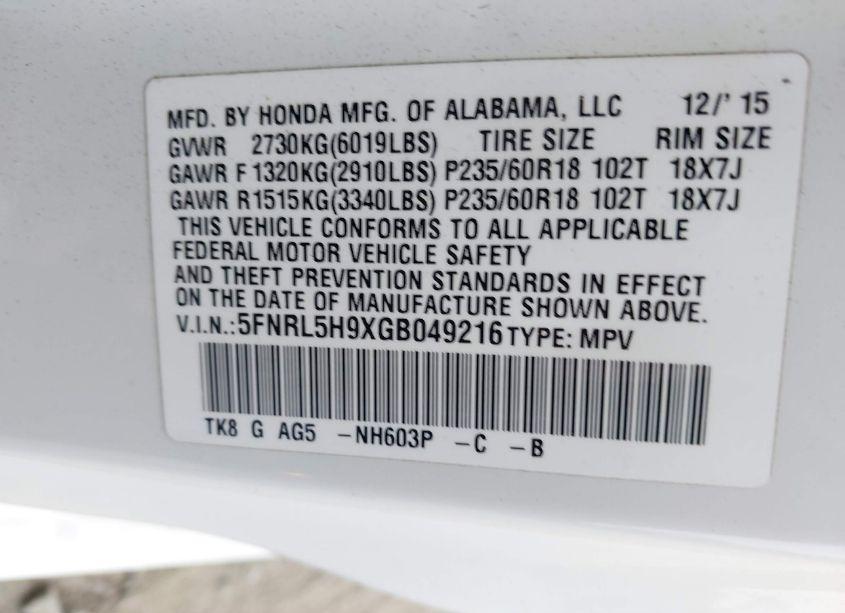 MFD. BY HONDA MFG. OF ALABAMA, LLC 12/' 15
GVWR 2730KG(6019LBS) TIRE SIZE RIM SIZE
GAWR F 1320KG(2910LBS) P235/60R18 102T 18X7J
GAWR R1515KG(3340LBS) P235/60R18 102T 18X7J
THIS VEHICLE CONFORMS TO ALL APPLICABLE
FEDERAL MOTOR VEHICLE SAFETY
AND THEFT PREVENTION STANDARDS IN EFFECT
ON THE DATE OF MANUFACTURE SHOWN ABOVE.
V.I.N.:5FNRL5H9XGB049216 TYPE: MPV
TK8 G AG5 -NH603P -C -B